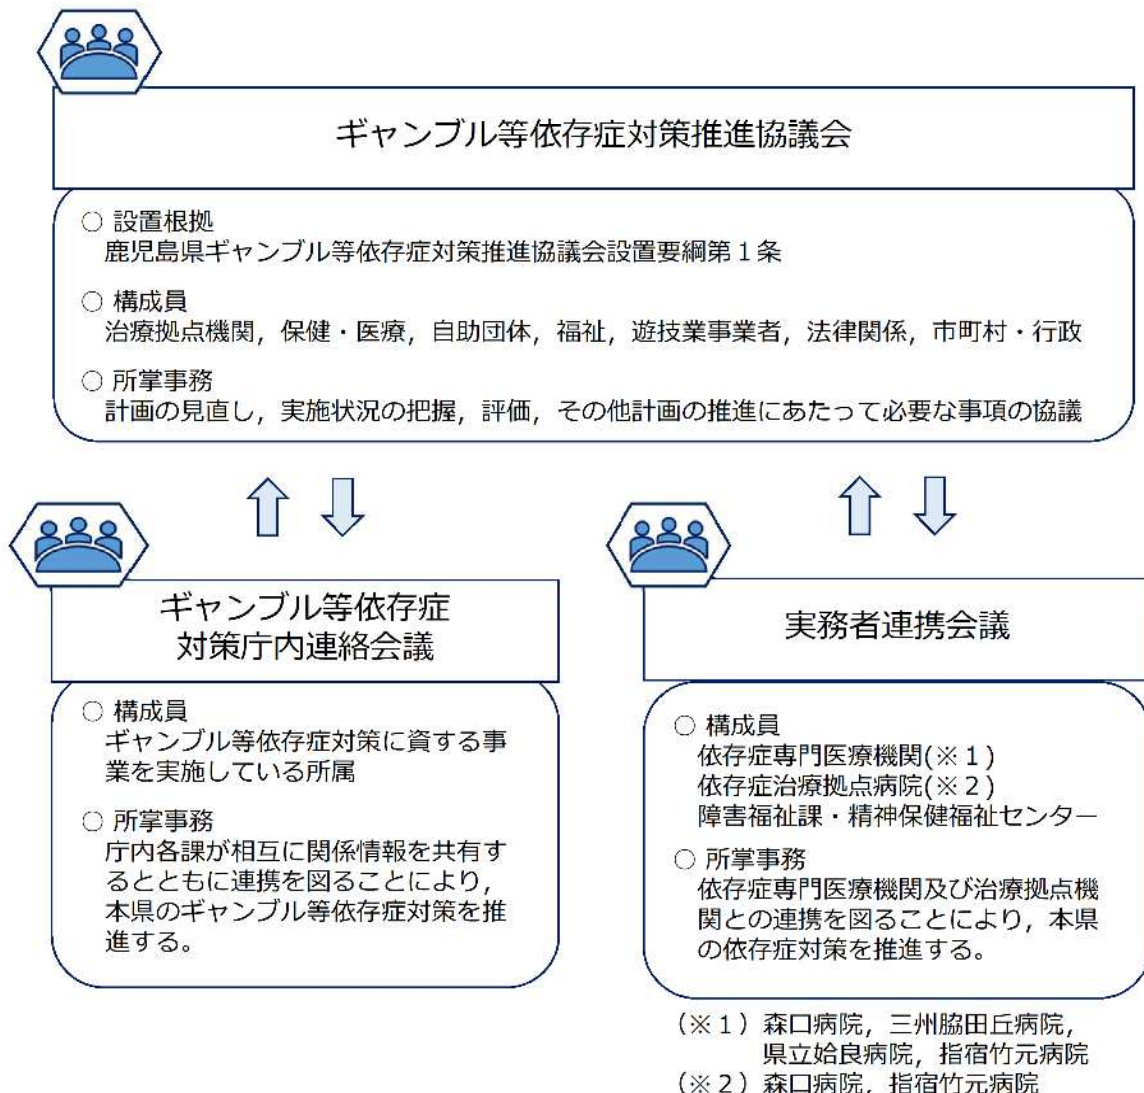 ギャンブル等依存症対策推進協議会
○ 設置根拠
鹿児島県ギャンブル等依存症対策推進協議会設置要綱第１条
○ 構成員
治療拠点機関，保健・医療，自助団体，福祉，遊技業事業者，法律関係，市町村・行政
○ 所掌事務
計画の見直し，実施状況の把握，評価，その他計画の推進にあたって必要な事項の協議
ギャンブル等依存症
対策庁内連絡会議
○ 構成員
ギャンブル等依存症対策に資する事
業を実施している所属
○ 所掌事務
庁内各課が相互に関係情報を共有す
るとともに連携を図ることにより，
本県のギャンブル等依存症対策を推
進する。
実務者連携会議
○ 構成員
依存症専門医療機関(※１)
依存症治療拠点病院(※２)
障害福祉課・精神保健福祉センター
○ 所掌事務
依存症専門医療機関及び治療拠点機
関との連携を図ることにより，本県
の依存症対策を推進する。
（※１）森口病院，三州脇田丘病院，
県立姶良病院，指宿竹元病院
（※２）森口病院，指宿竹元病院